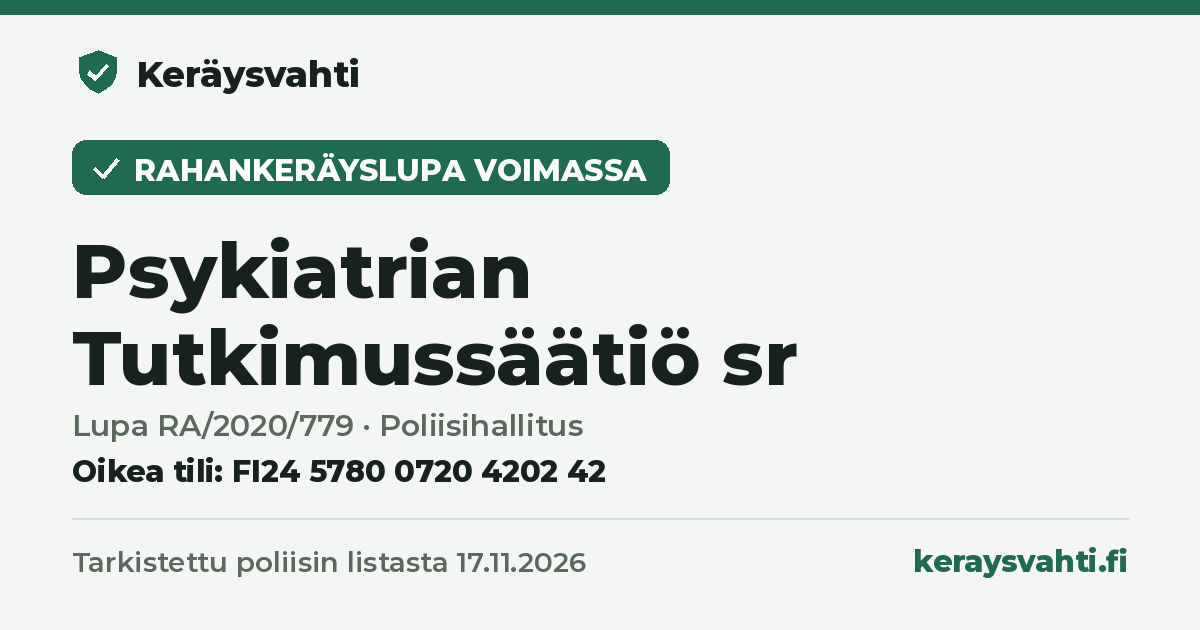 Keräysvahti
RAHANKERÄYSLUPA VOIMASSA
Psykiatrian
Tutkimussäätiö sr
Lupa RA/2020/779 · Poliisihallitus
Oikea tili: FI24 5780 0720 4202 42
Tarkistettu poliisin listasta 17.11.2026
keraysvahti.fi